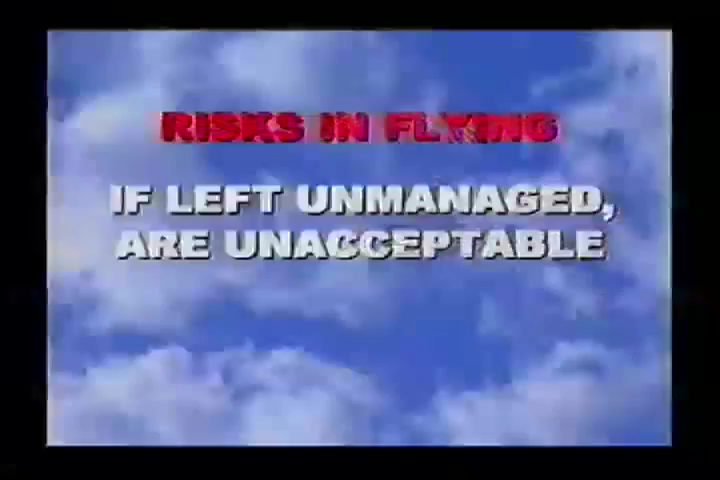 RISKS IN FLYING
IF LEFT UNMANAGED,
ARE UNACCEPTABLE